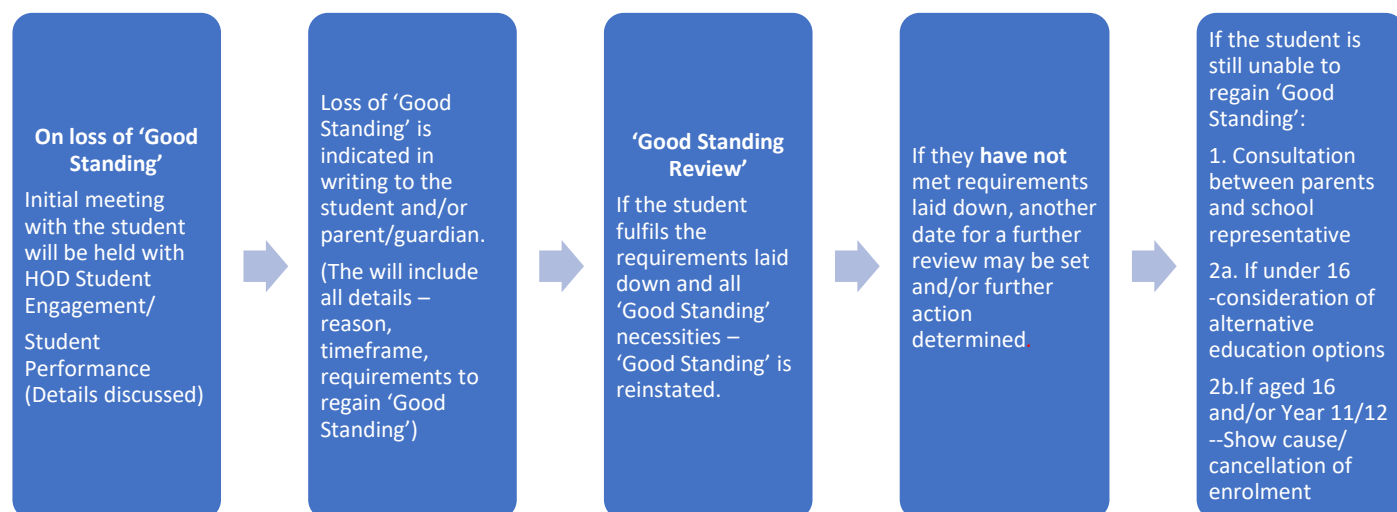 On loss of ‘Good
Standing’
Initial meeting
with the student
will be held with
HOD Student
Engagement/
Student
Performance
(Details discussed)
Loss of ‘Good
Standing’ is
indicated in
writing to the
student and/or
parent/guardian.
(The will include
all details –
reason,
timeframe,
requirements to
regain ‘Good
Standing’)
‘Good Standing
Review’
If the student
fulfils the
requirements laid
down and all
‘Good Standing’
necessities –
‘Good Standing’ is
reinstated.
If they have not
met requirements
laid down, another
date for a further
review may be set
and/or further
action
determined.
If the student is
still unable to
regain ‘Good
Standing’:
1. Consultation
between parents
and school
representative
2a. If under 16
-consideration of
alternative
education options
2b.If aged 16
and/or Year 11/12
--Show cause/
cancellation of
enrolment